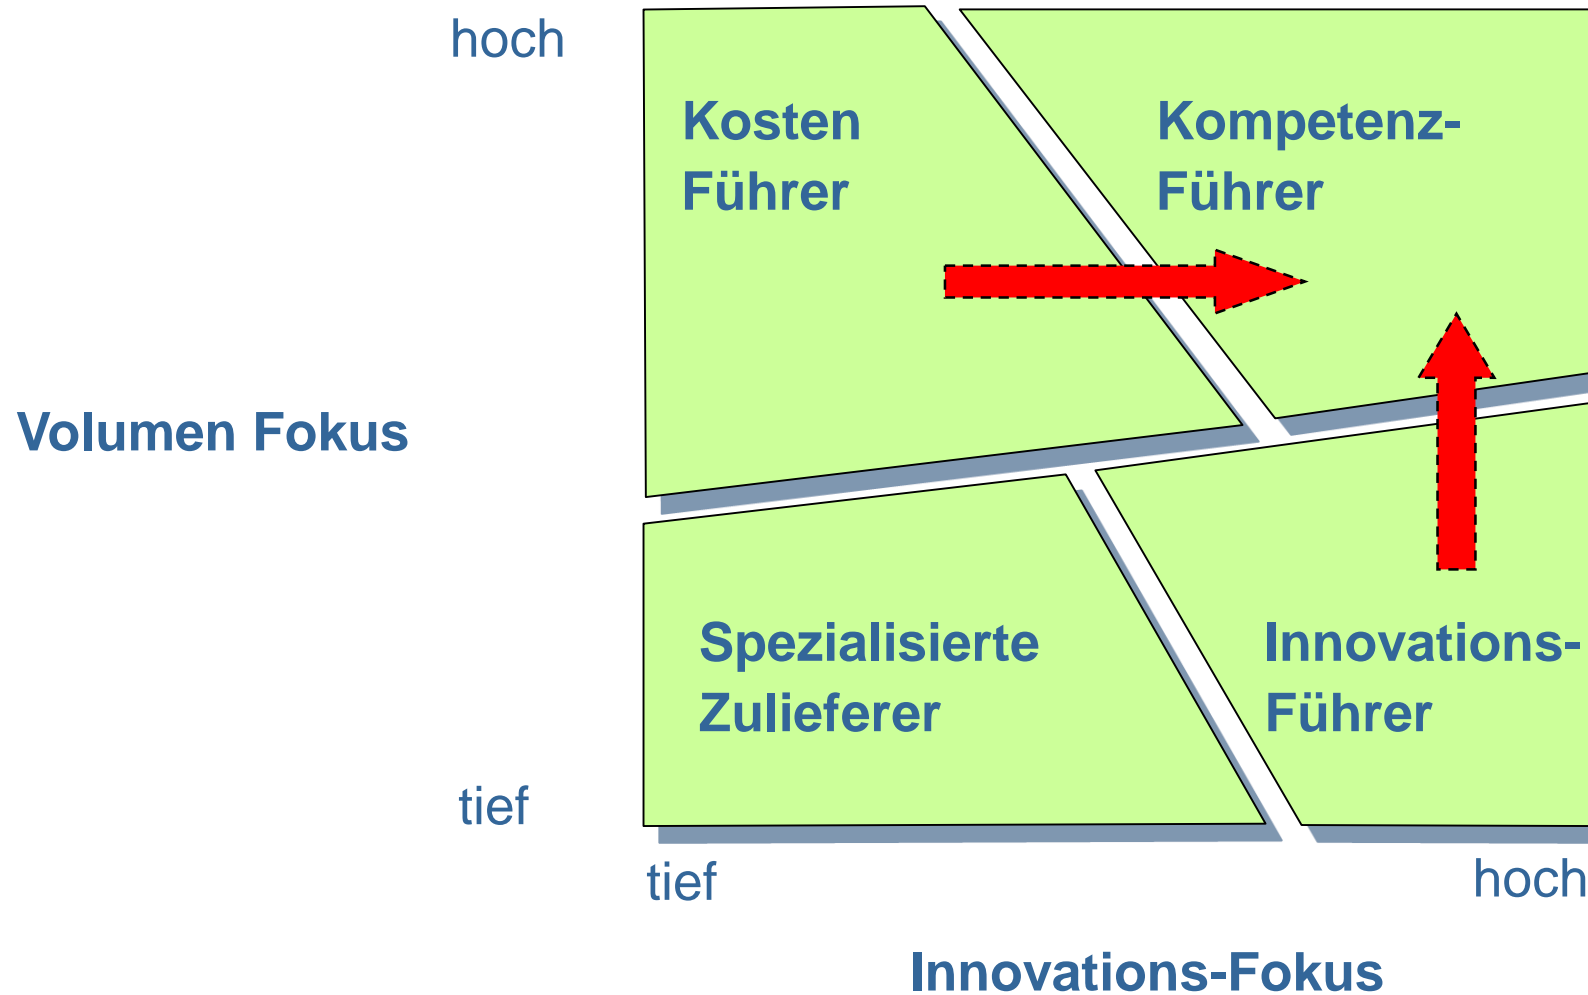 hoch
Kosten
Führer
Kompetenz-
Führer
Volumen Fokus
Spezialisierte
Zulieferer
Innovations-
Führer
tief
tief
hoch
Innovations-Fokus